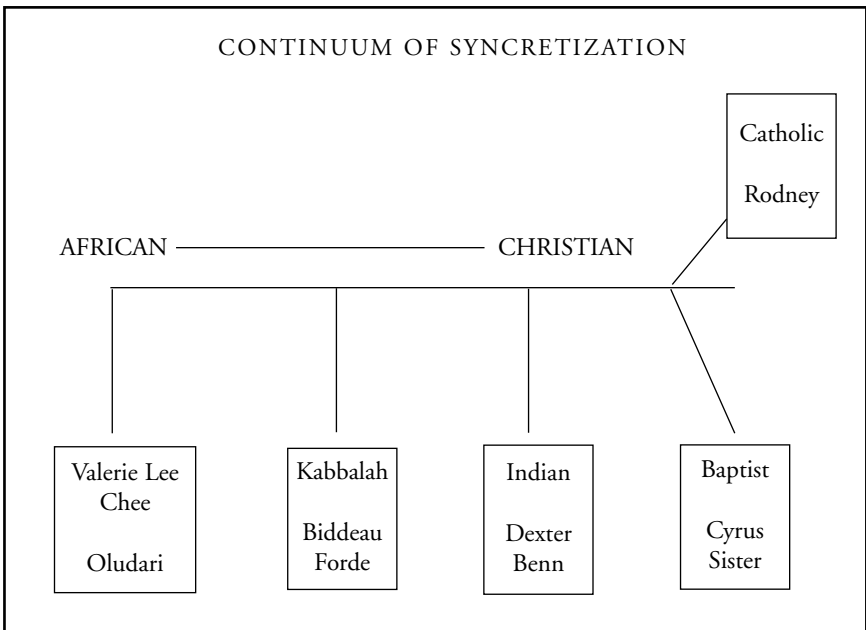 CONTINUUM OF SYNCRETIZATION
Catholic
Rodney
AFRICAN
CHRISTIAN
Valerie Lee
Chee
Oludari
Kabbalah
Biddeau
Forde
Indian
Dexter
Benn
Baptist
Cyrus
Sister